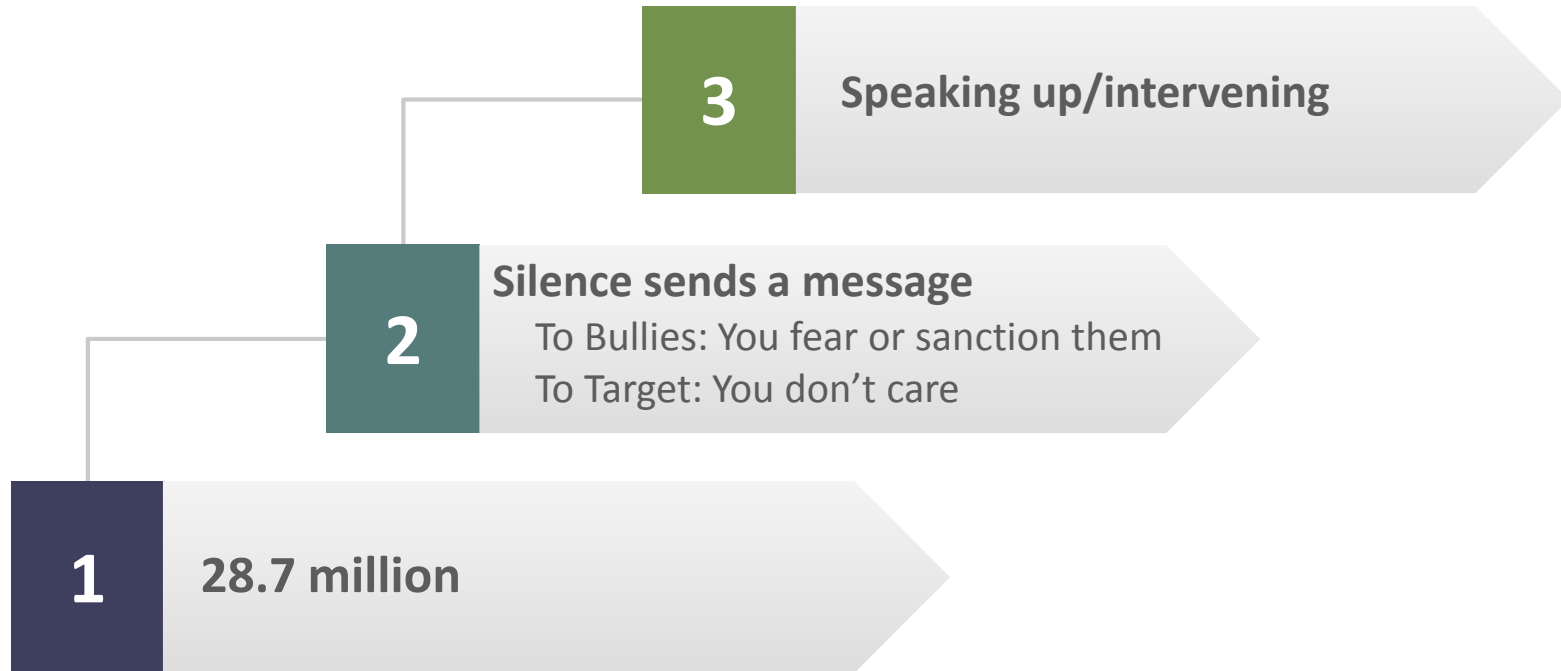 3
Speaking up/intervening
2
Silence sends a message
To Bullies: You fear or sanction them
To Target: You don’t care
1
28.7 million